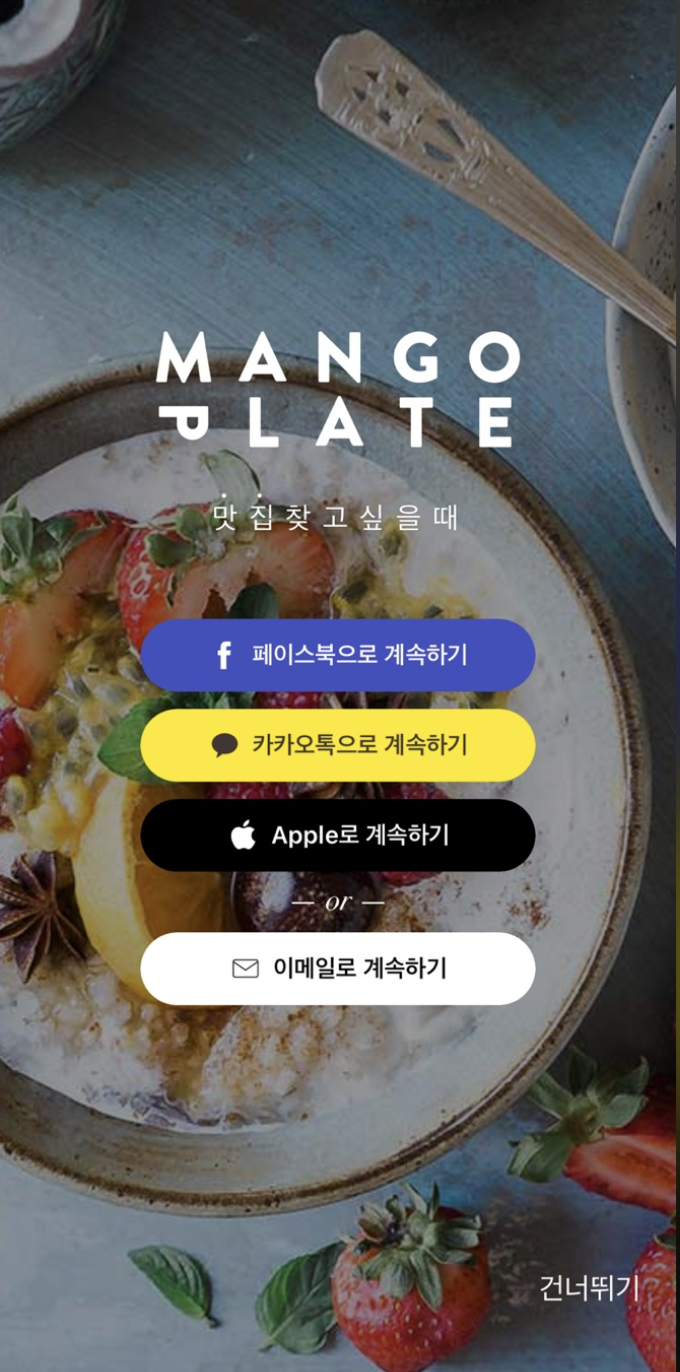 MANGO
PLATE
맛집찾고싶을때
페이스북으로 계속하기
카카오톡으로 계속하기
Apple로 계속하기
— or —
이메일로 계속하기
건너뛰기